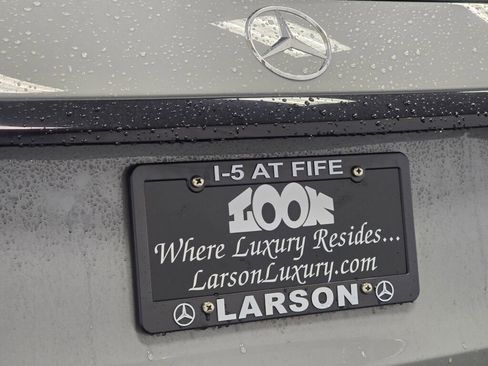 I-5 AT FIFE
LOOK
Where Luxury Resides...
LarsonLuxury.com
LARSON